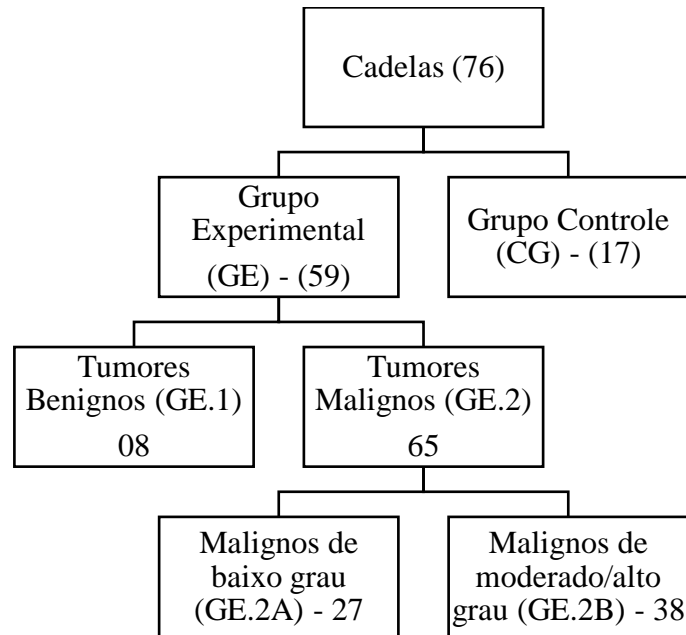 Cadelas (76)
Grupo
Experimental
(GE) - (59)
Grupo Controle
(CG) - (17)
Tumores
Benignos (GE.1)
08
Tumores
Malignos (GE.2)
65
Malignos de
baixo grau
(GE.2A) - 27
Malignos de
moderado/alto
grau (GE.2B) - 38